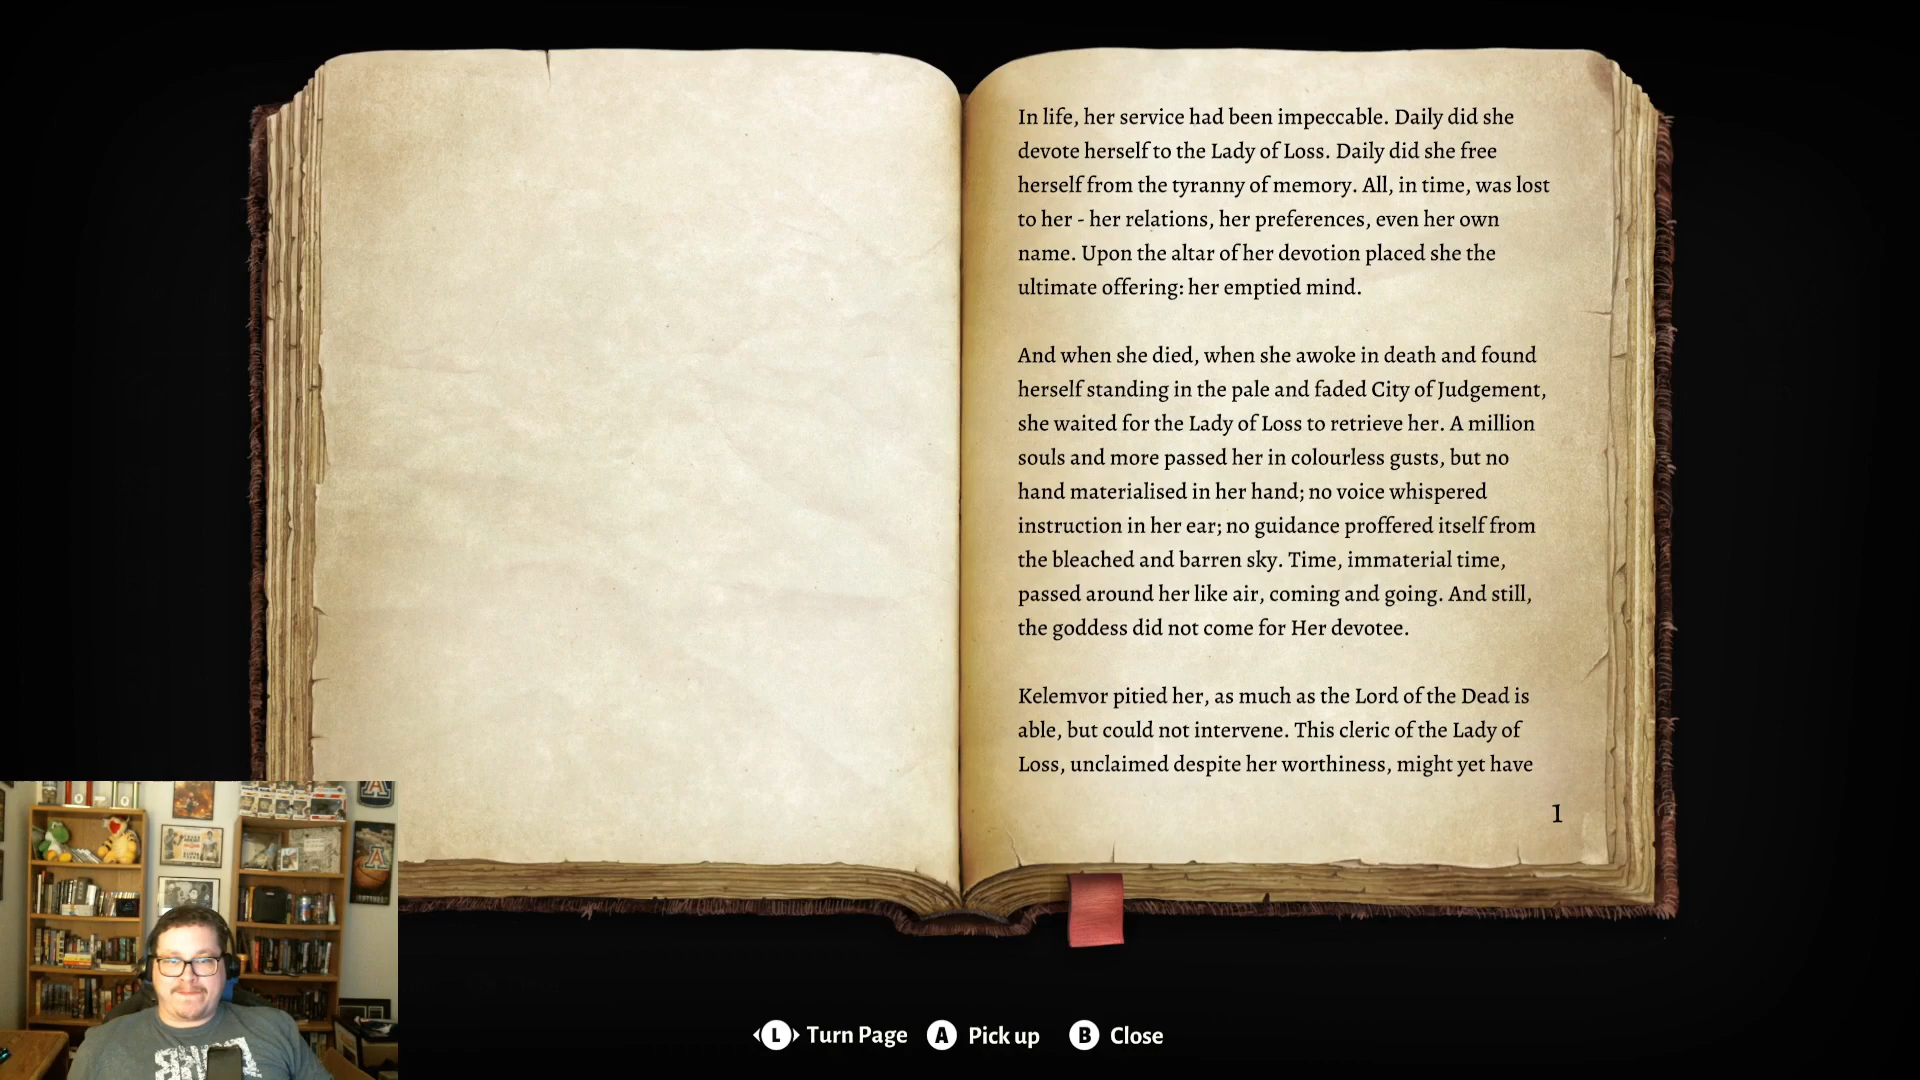 In life, her service had been impeccable. Daily did she
devote herself to the Lady of Loss. Daily did she free
herself from the tyranny of memory. All, in time, was lost
to her - her relations, her preferences, even her own
name. Upon the altar of her devotion placed she the
ultimate offering: her emptied mind.
And when she died, when she awoke in death and found
herself standing in the pale and faded City of Judgement,
she waited for the Lady of Loss to retrieve her. A million
souls and more passed her in colourless gusts, but no
hand materialised in her hand; no voice whispered
instruction in her ear; no guidance proffered itself from
the bleached and barren sky. Time, immaterial time,
passed around her like air, coming and going. And still,
the goddess did not come for Her devotee.
Kelemvor pitied her, as much as the Lord of the Dead is
able, but could not intervene. This cleric of the Lady of
Loss, unclaimed despite her worthiness, might yet have
1
L Turn Page A Pick up B Close